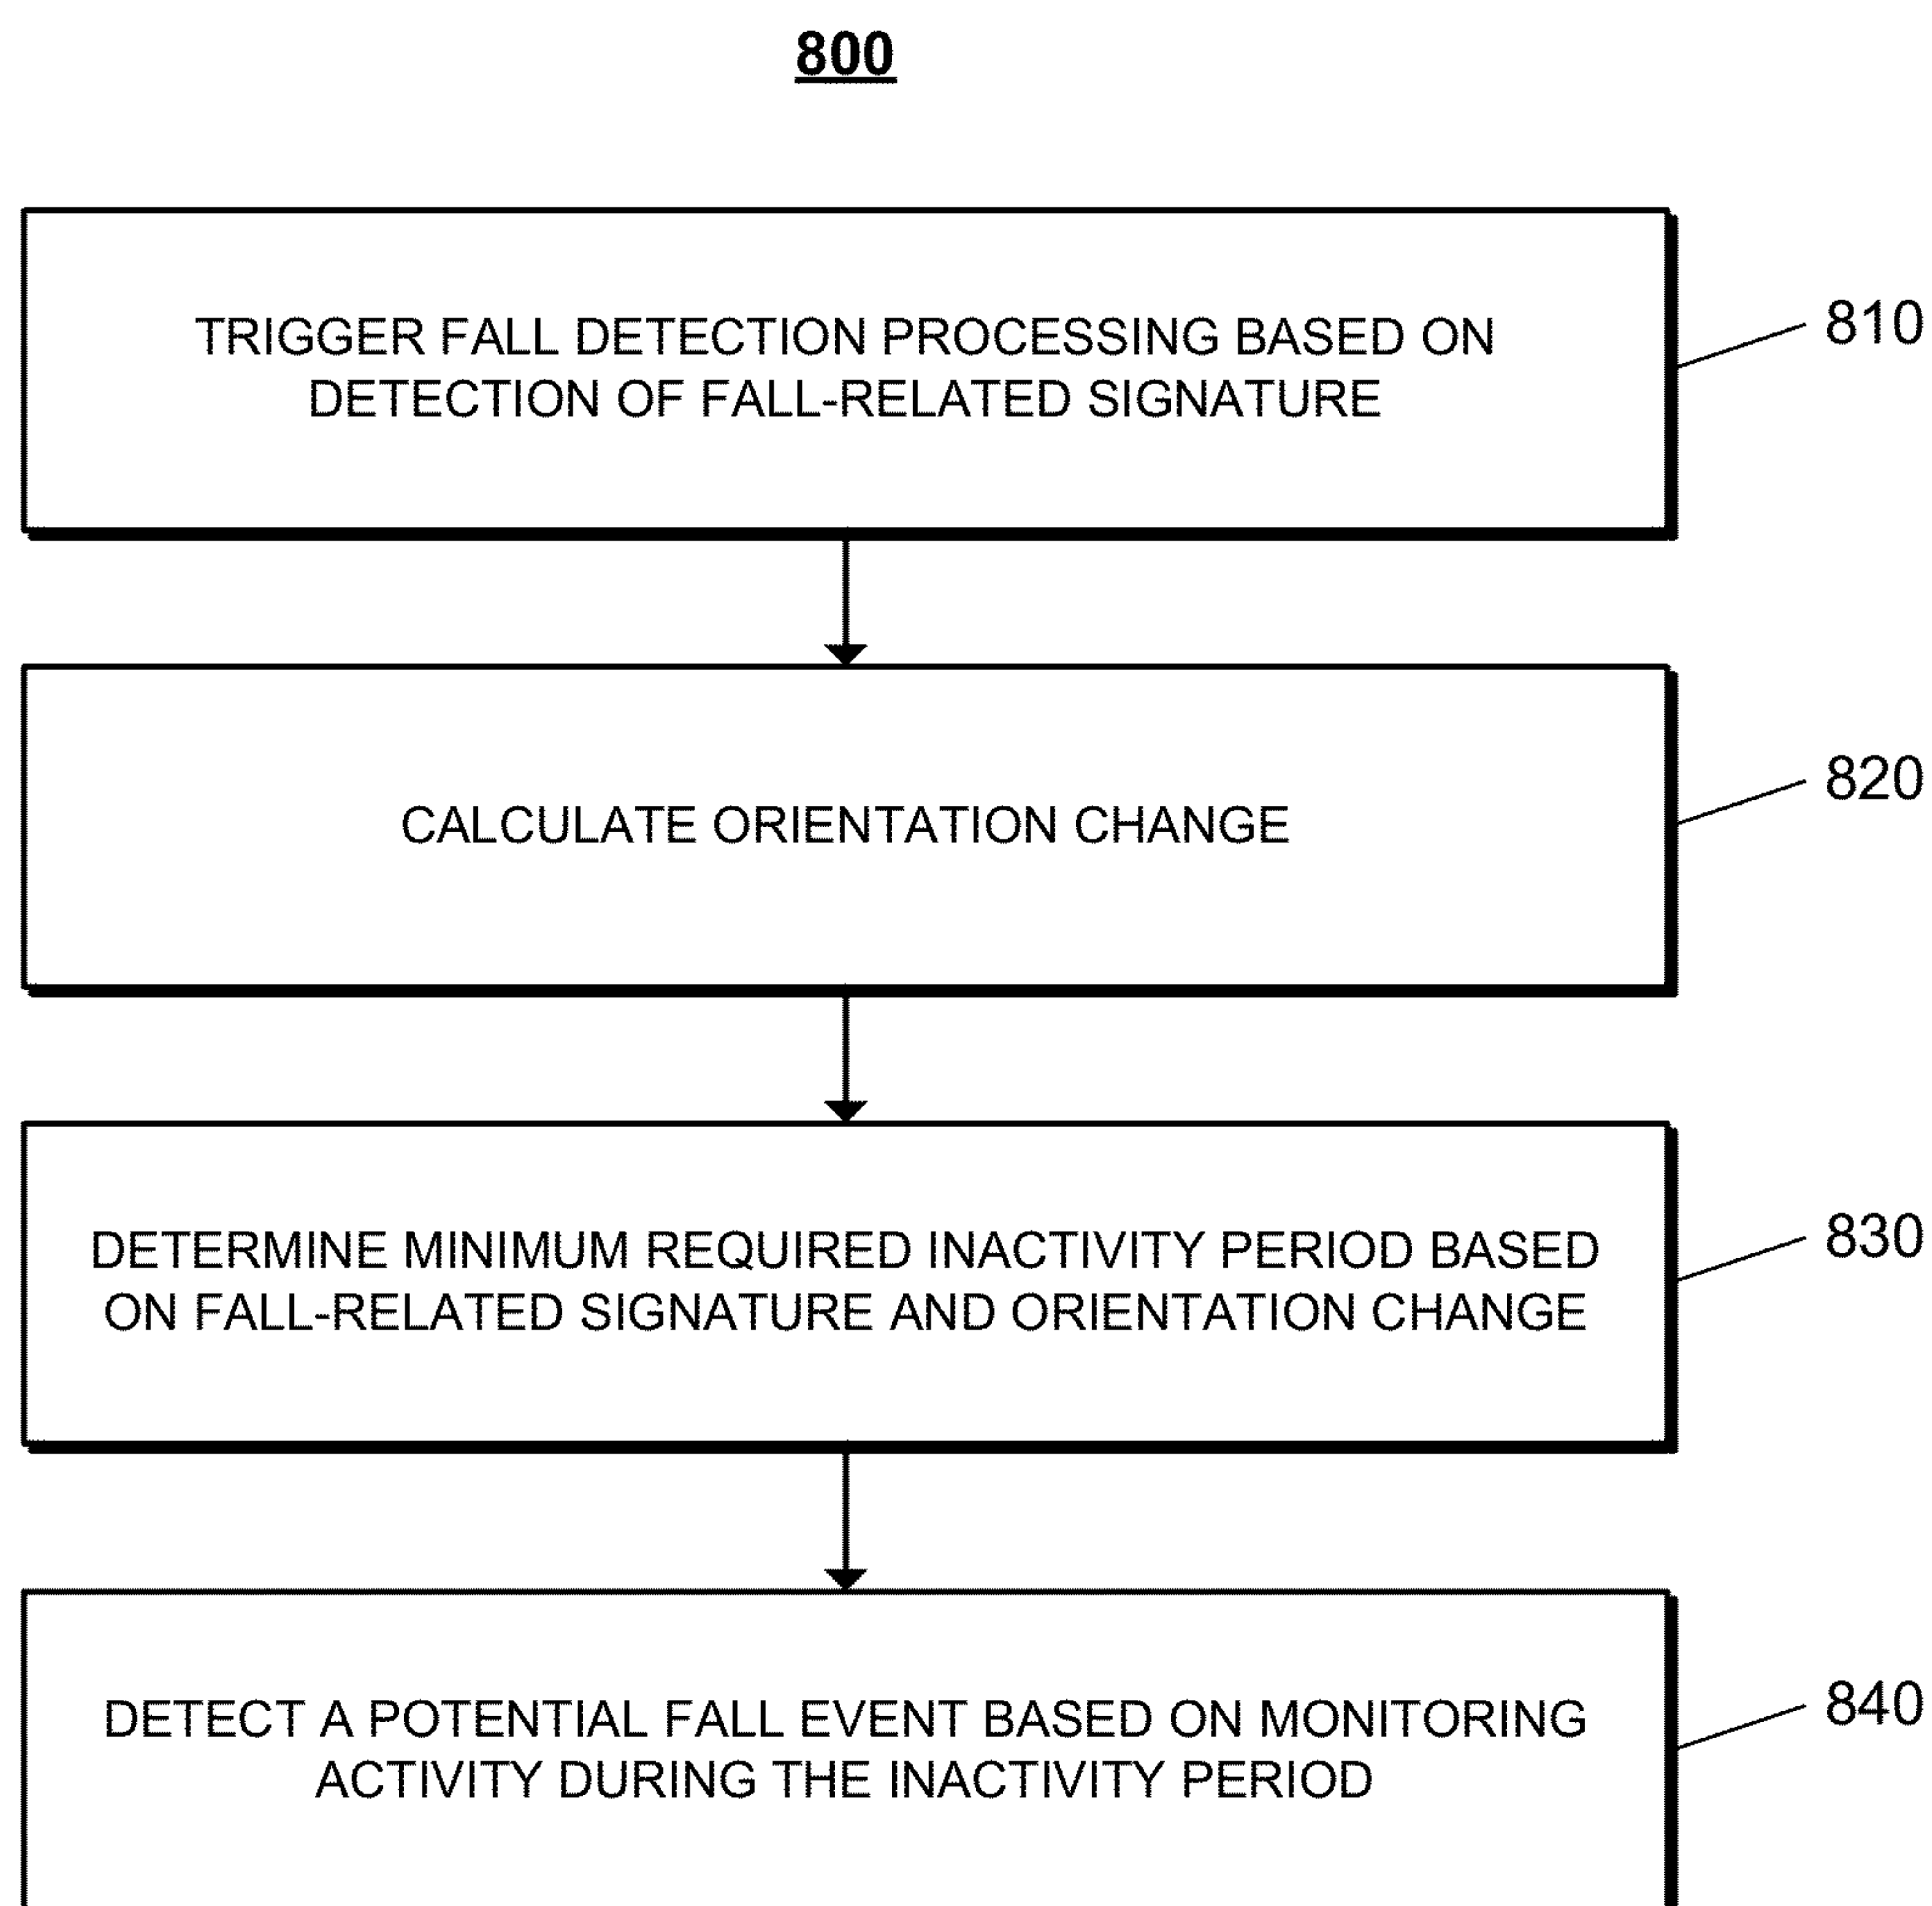 800
TRIGGER FALL DETECTION PROCESSING BASED ON
DETECTION OF FALL-RELATED SIGNATURE
810
CALCULATE ORIENTATION CHANGE
820
DETERMINE MINIMUM REQUIRED INACTIVITY PERIOD BASED
ON FALL-RELATED SIGNATURE AND ORIENTATION CHANGE
830
DETECT A POTENTIAL FALL EVENT BASED ON MONITORING
ACTIVITY DURING THE INACTIVITY PERIOD
840